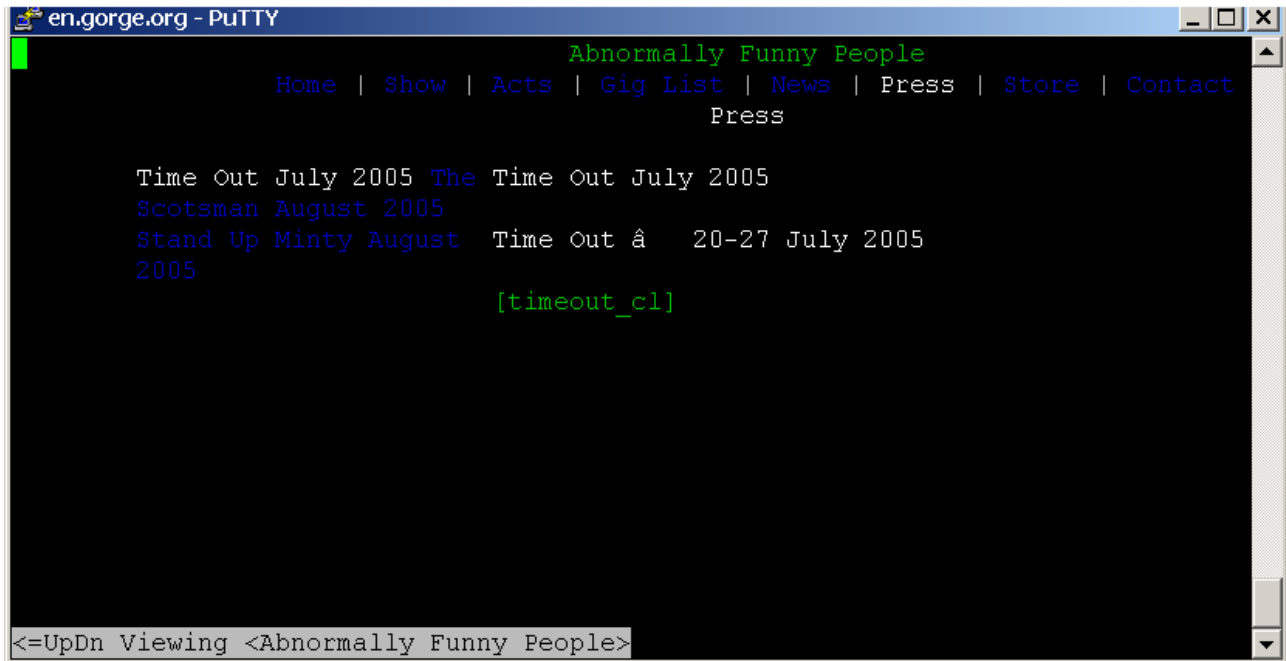 en.gorge.org - PuTTY
Abnormally Funny People
Home | Show | Acts | Gig List | News | Press | Store | Contact
Press
Time Out July 2005 The Time Out July 2005
Scotsman August 2005
Stand Up Minty August Time Out â 20-27 July 2005
2005
[timeout_cl]
<=UpDn Viewing <Abnormally Funny People>